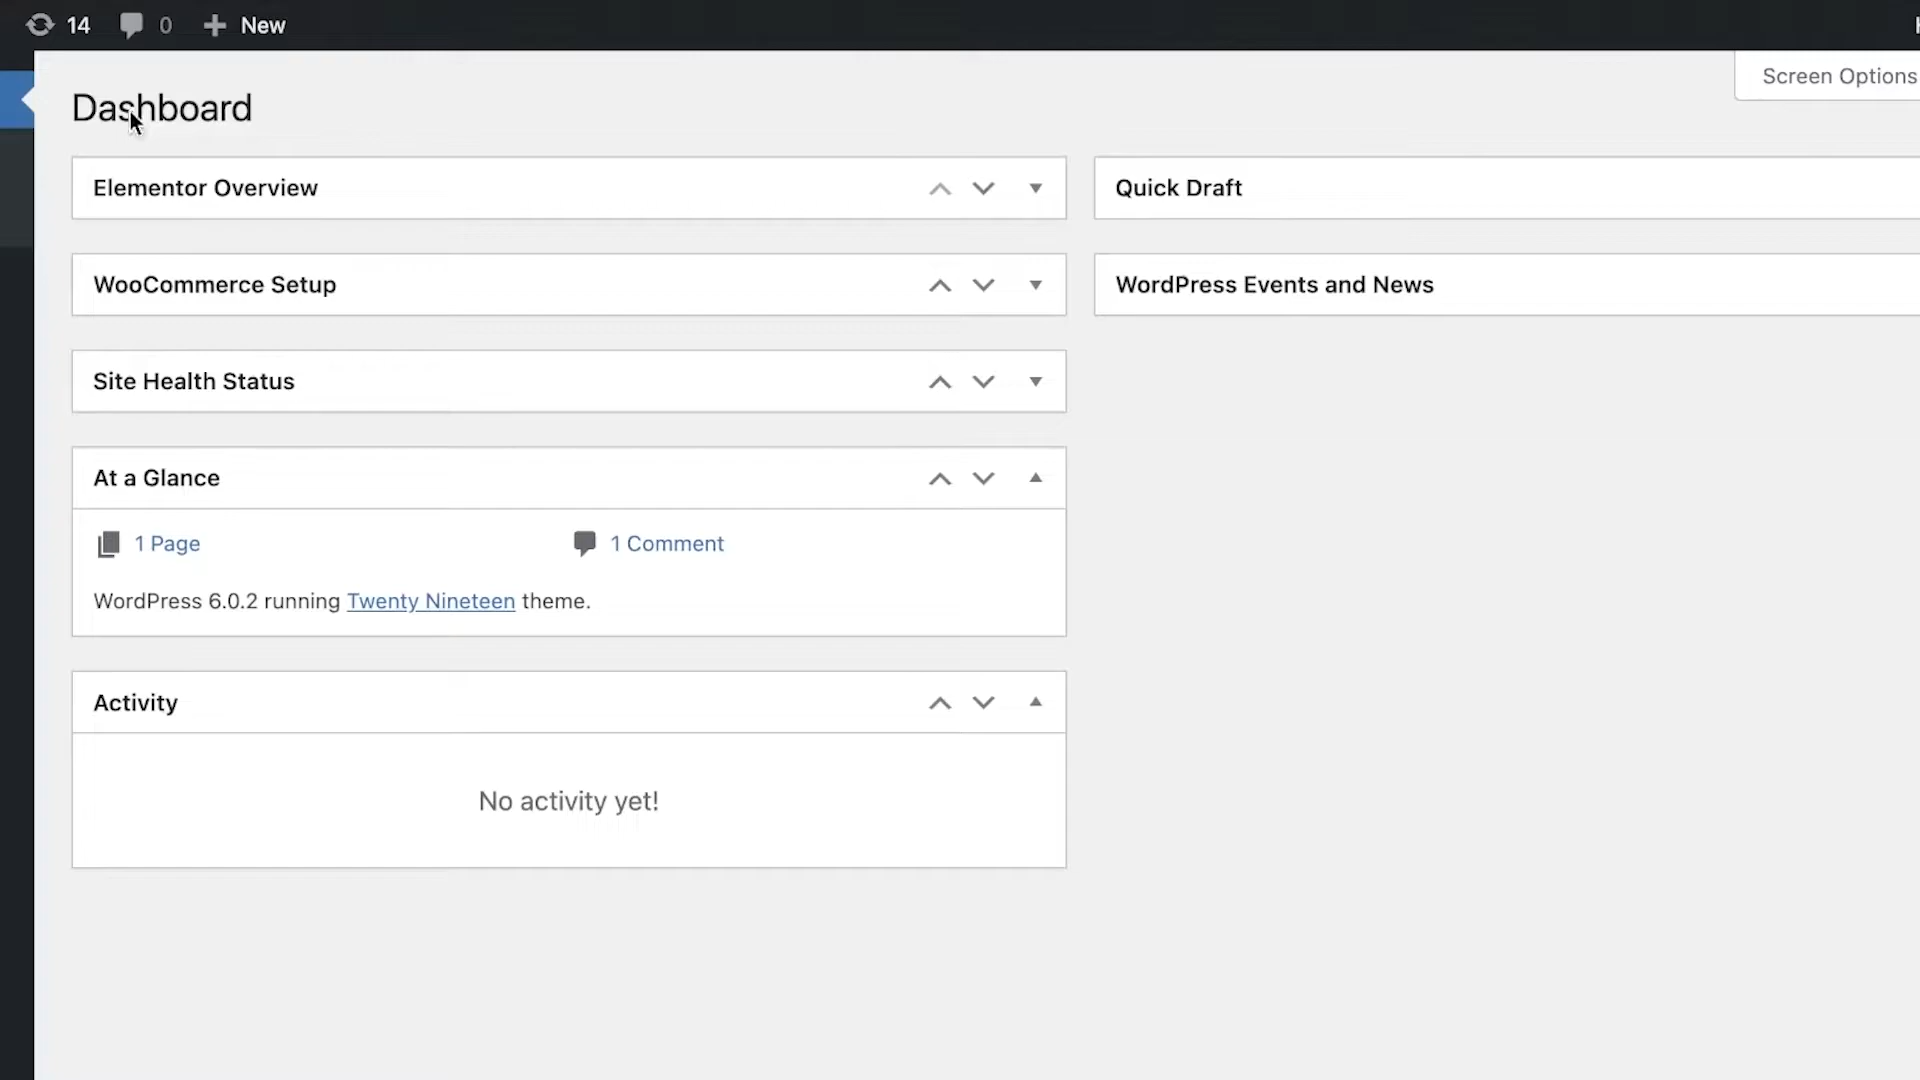 14 0 New
Screen Options
Dashboard
Elementor Overview
Quick Draft
WooCommerce Setup
WordPress Events and News
Site Health Status
At a Glance
1 Page
1 Comment
WordPress 6.0.2 running Twenty Nineteen theme.
Activity
No activity yet!